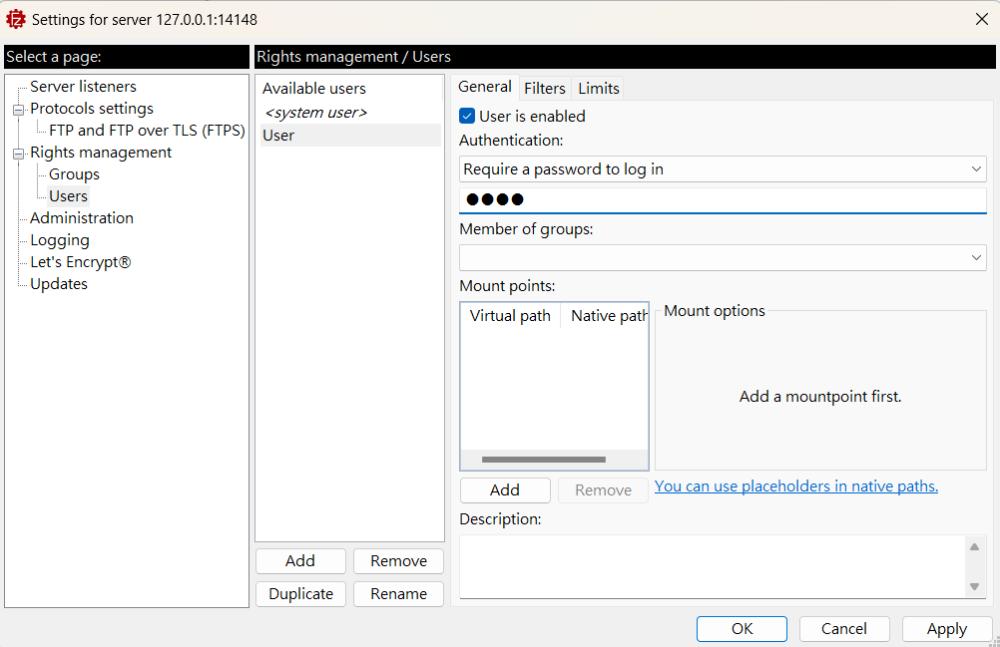 Settings for server 127.0.0.1:14148
Select a page:
Server listeners
Protocols settings
FTP and FTP over TLS (FTPS)
Rights management
Groups
Users
Administration
Logging
Let's Encrypt®
Updates
Rights management / Users
Available users
<system user>
User
Add
Remove
Duplicate
Rename
General
Filters
Limits
User is enabled
Authentication:
Require a password to log in
●●●●
Member of groups:
Mount points:
Virtual path
Native path
Add
Remove
Mount options
Add a mountpoint first.
You can use placeholders in native paths.
Description:
OK
Cancel
Apply